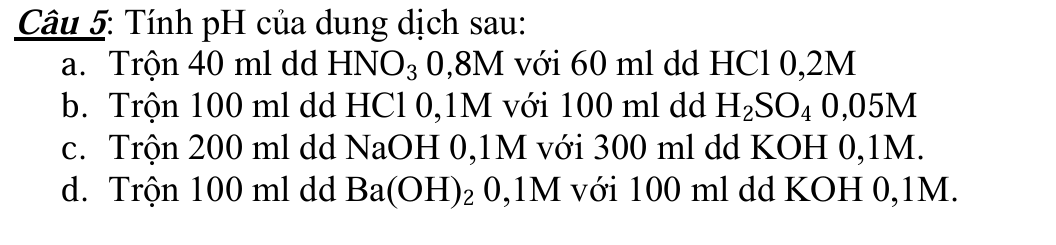 Câu 5: Tính pH của dung dịch sau:
a. Trộn 40 ml dd HNO₃ 0,8M với 60 ml dd HCl 0,2M
b. Trộn 100 ml dd HCl 0,1M với 100 ml dd H₂SO₄ 0,05M
c. Trộn 200 ml dd NaOH 0,1M với 300 ml dd KOH 0,1M.
d. Trộn 100 ml dd Ba(OH)₂ 0,1M với 100 ml dd KOH 0,1M.